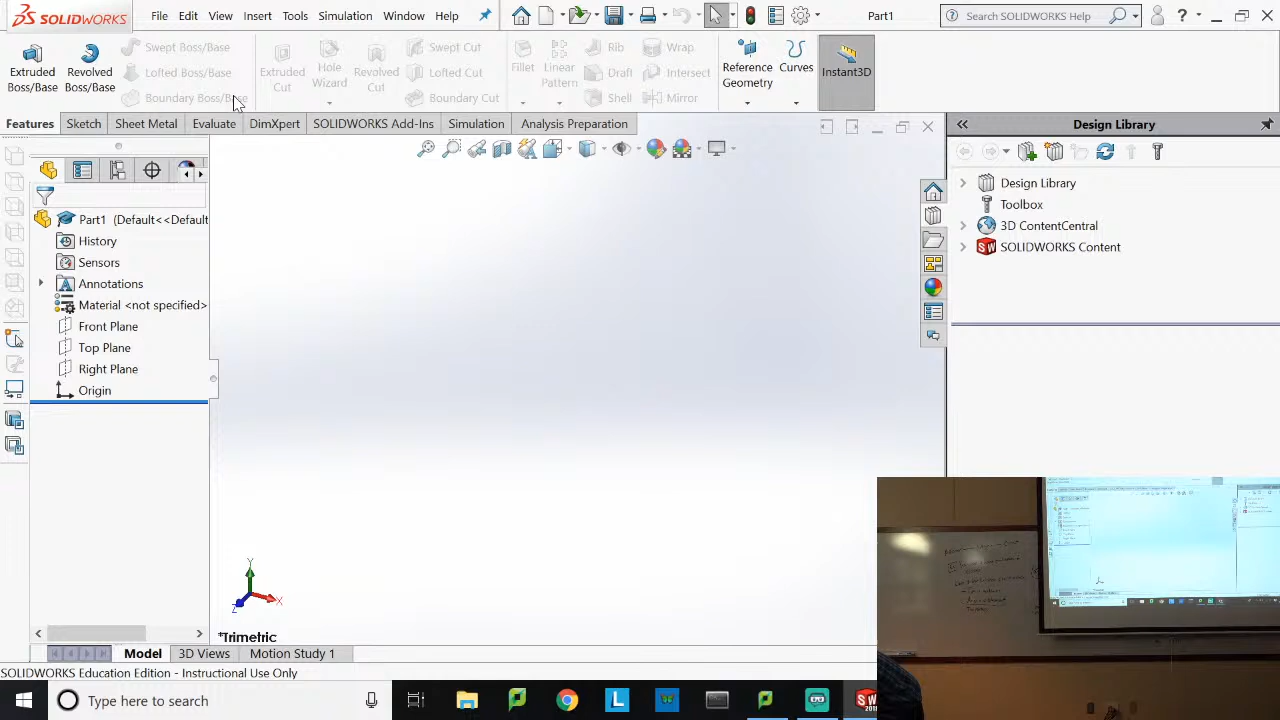 SOLIDWORKS File Edit View Insert Tools Simulation Window Help Part1 Search SOLIDWORKS Help
Extruded Boss/Base
Revolved Boss/Base
Swept Boss/Base
Lofted Boss/Base
Boundary Boss/Base
Extruded Cut
Hole Wizard
Revolved Cut
Swept Cut
Lofted Cut
Boundary Cut
Fillet
Linear Pattern
Rib
Draft
Shell
Wrap
Intersect
Mirror
Reference Geometry
Curves
Instant3D
Features Sketch Sheet Metal Evaluate DimXpert SOLIDWORKS Add-Ins Simulation Analysis Preparation
Design Library
Part1 (Default<<Default
History
Sensors
Annotations
Material <not specified>
Front Plane
Top Plane
Right Plane
Origin
Design Library
Toolbox
3D ContentCentral
SOLIDWORKS Content
Y
X
Z
*Trimetric
Model 3D Views Motion Study 1
SOLIDWORKS Education Edition - Instructional Use Only
Type here to search